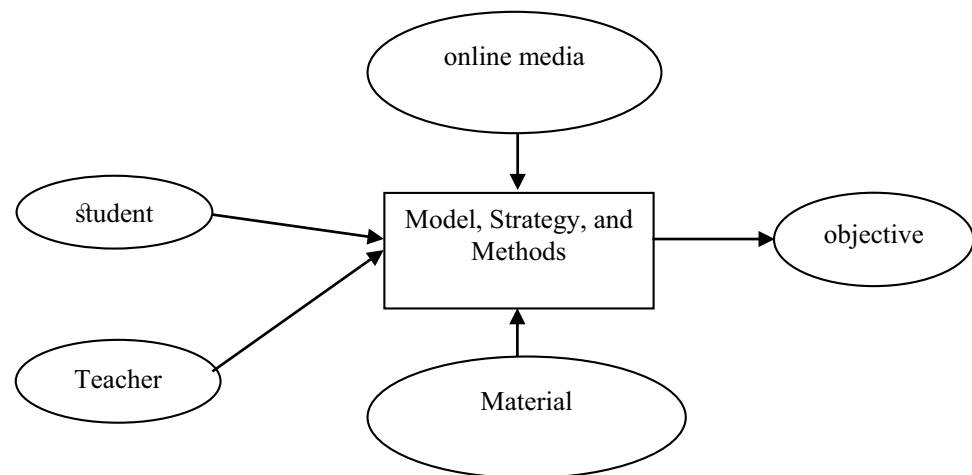 online media
student
Model, Strategy, and
Methods
objective
Teacher
Material